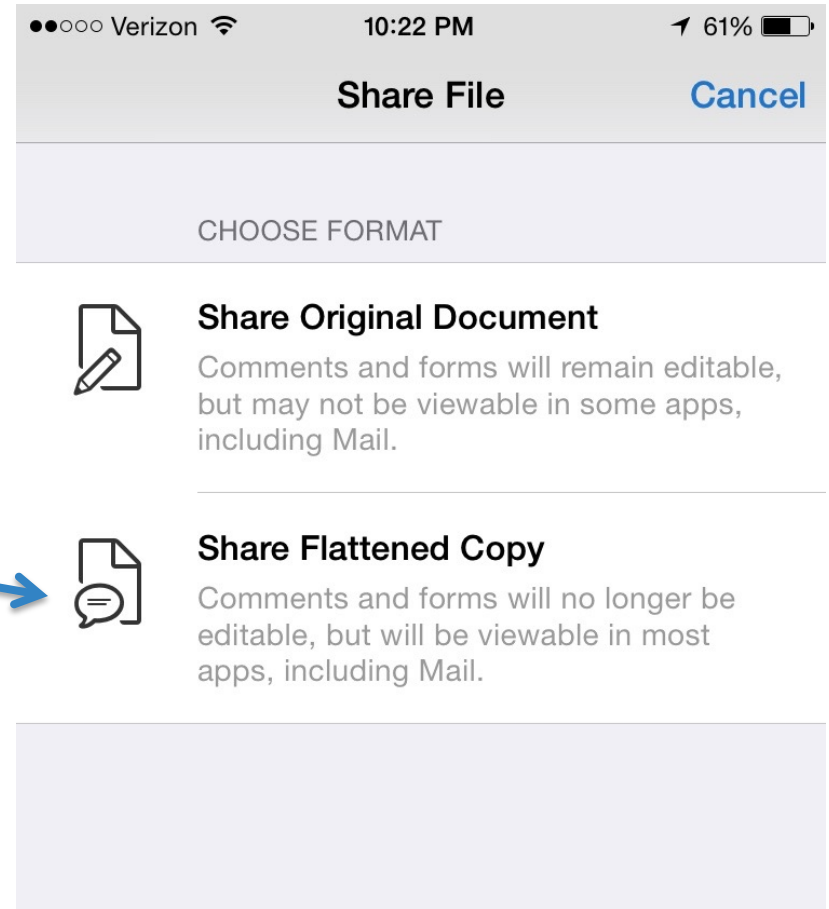 Verizon 10:22 PM 61%
Share File Cancel
CHOOSE FORMAT
Share Original Document
Comments and forms will remain editable,
but may not be viewable in some apps,
including Mail.
Share Flattened Copy
Comments and forms will no longer be
editable, but will be viewable in most
apps, including Mail.